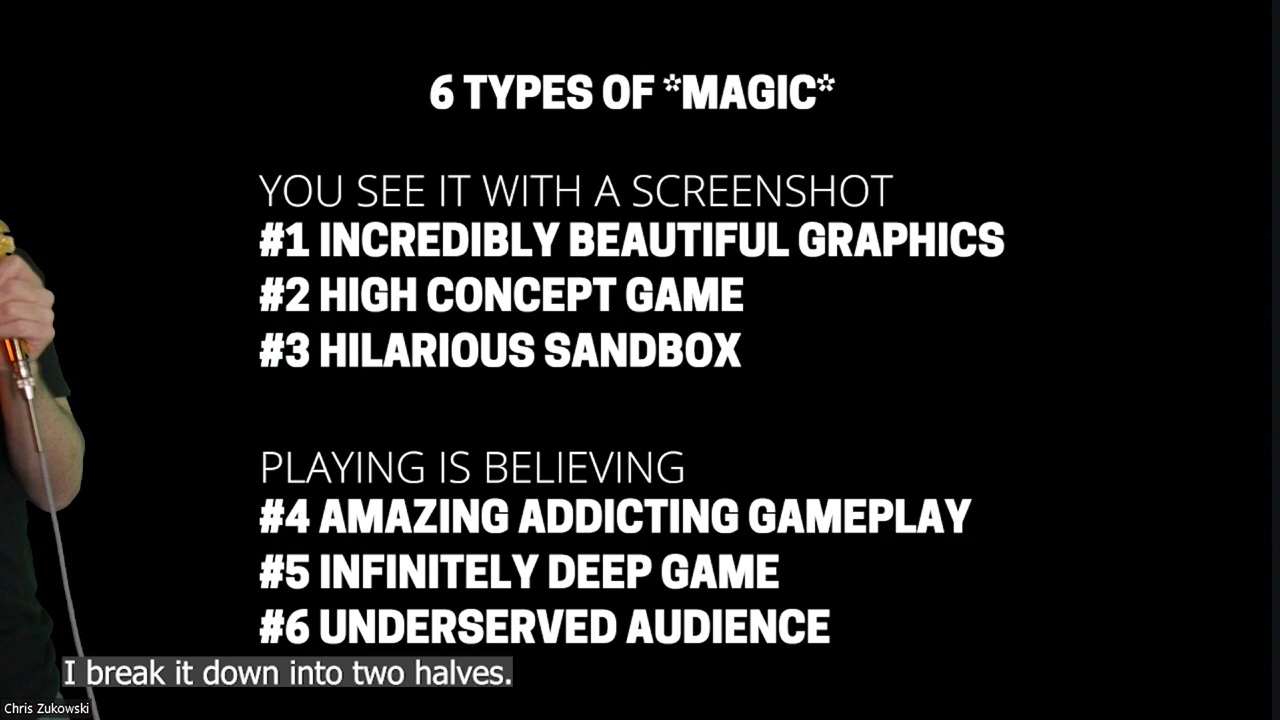 6 TYPES OF *MAGIC*
YOU SEE IT WITH A SCREENSHOT
#1 INCREDIBLY BEAUTIFUL GRAPHICS
#2 HIGH CONCEPT GAME
#3 HILARIOUS SANDBOX
PLAYING IS BELIEVING
#4 AMAZING ADDICTING GAMEPLAY
#5 INFINITELY DEEP GAME
#6 UNDERSERVED AUDIENCE
I break it down into two halves.
Chris Zukowski